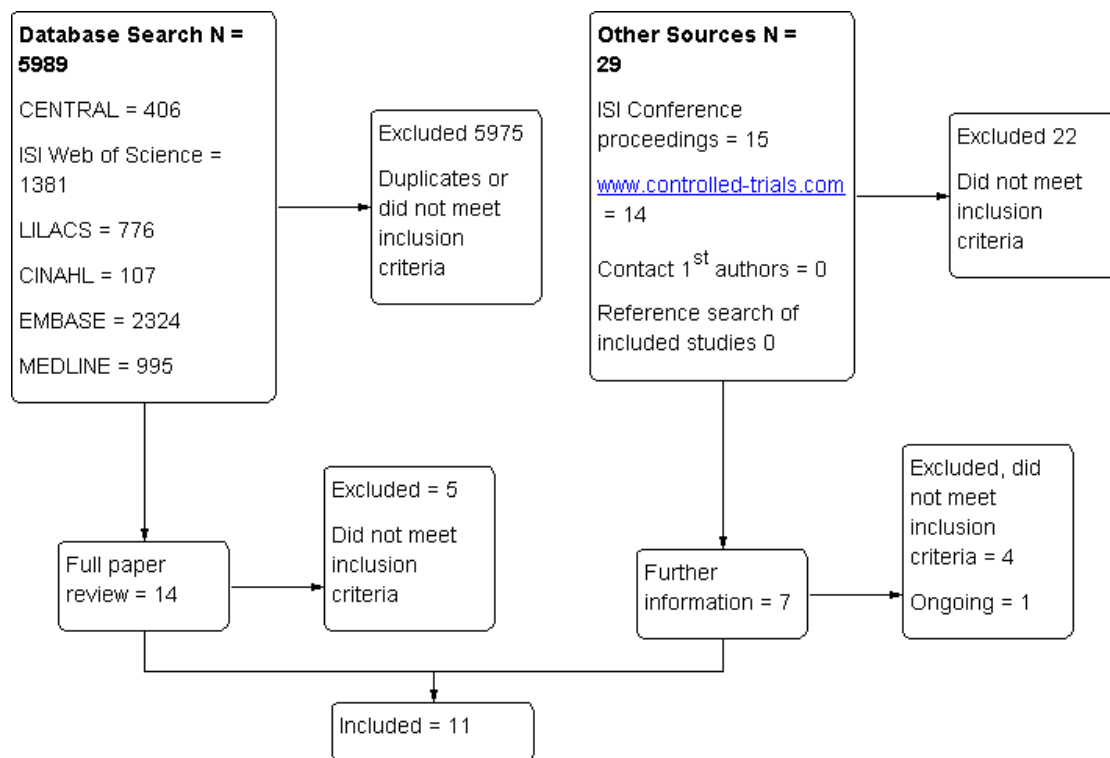 Database Search N =
5989
CENTRAL = 406
ISI Web of Science =
1381
LILACS = 776
CINAHL = 107
EMBASE = 2324
MEDLINE = 995
Excluded 5975
Duplicates or
did not meet
inclusion
criteria
Other Sources N =
29
ISI Conference
proceedings = 15
www.controlled-trials.com
= 14
Contact 1st authors = 0
Reference search of
included studies 0
Excluded 22
Did not meet
inclusion
criteria
Full paper
review = 14
Excluded = 5
Did not meet
inclusion
criteria
Further
information = 7
Excluded, did
not meet
inclusion
criteria = 4
Ongoing = 1
Included = 11